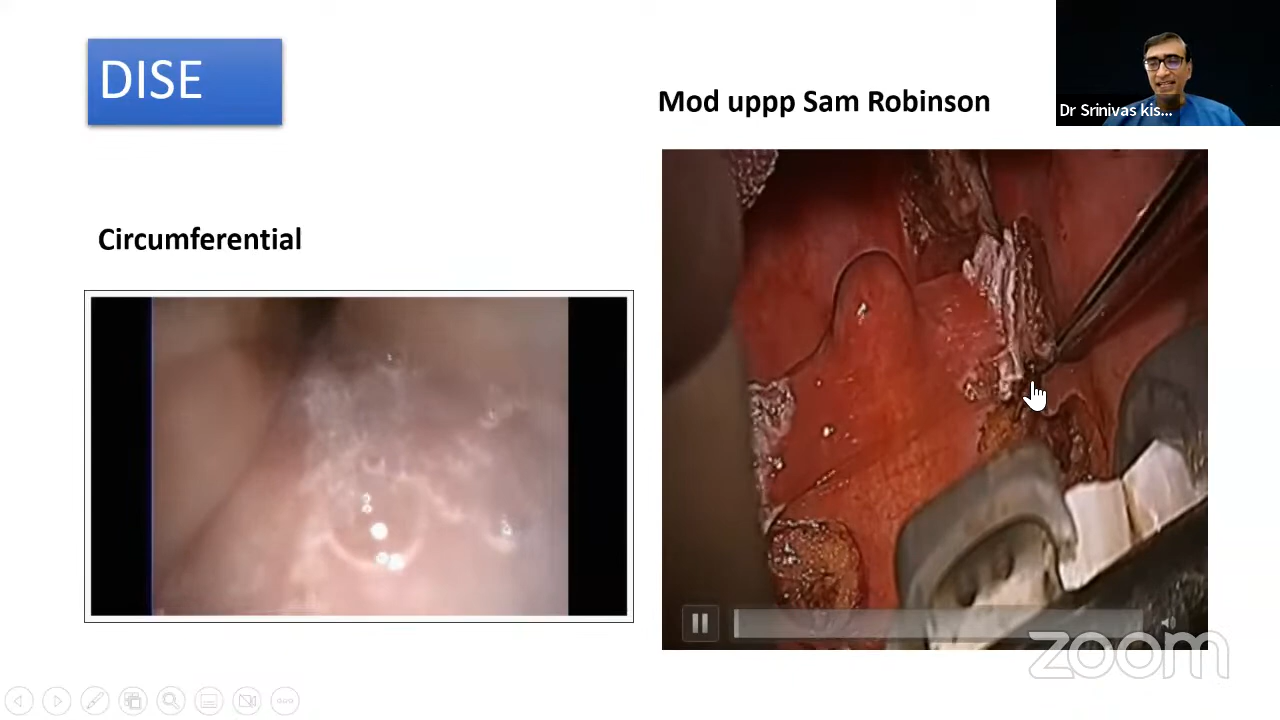 DISE
Mod uppp Sam Robinson
Dr Srinivas kis...
Circumferential
zoom